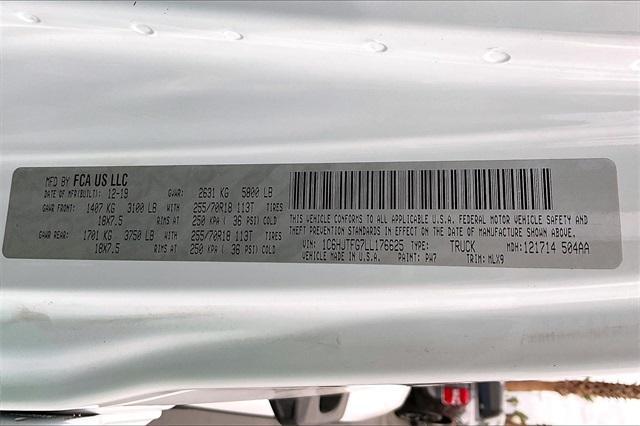 MFD BY FCA US LLC
DATE OF MFR(BUILT): 12-19 GVWR: 2631 KG 5800 LB
GAWR FRONT: 1407 KG 3100 LB WITH 255/70R18 113T TIRES
18X7.5 RIMS AT 250 KPA ( 36 PSI) COLD
GAWR REAR: 1701 KG 3750 LB WITH 255/70R18 113T TIRES
18X7.5 RIMS AT 250 KPA ( 36 PSI) COLD
THIS VEHICLE CONFORMS TO ALL APPLICABLE U.S.A. FEDERAL MOTOR VEHICLE SAFETY AND
THEFT PREVENTION STANDARDS IN EFFECT ON THE DATE OF MANUFACTURE SHOWN ABOVE.
VIN: 1C6HJTFG7LL176625 TYPE: TRUCK MDH: 121714 504AA
VEHICLE MADE IN U.S.A. PAINT: PW7 TRIM: MLX9